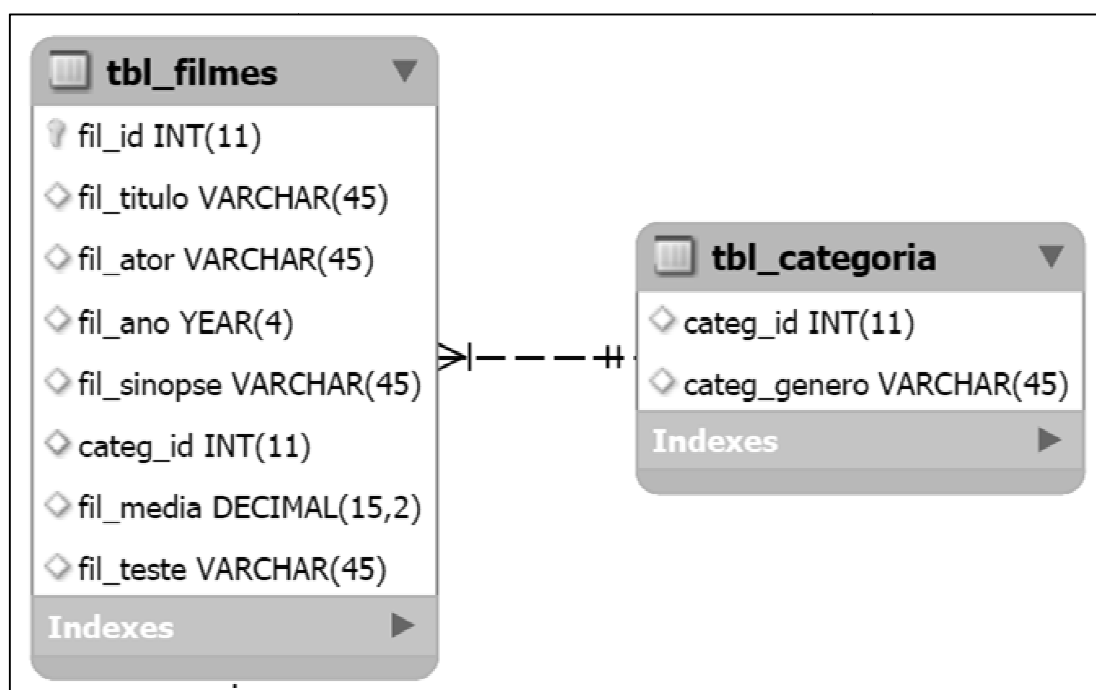 tbl_filmes
fil_id INT(11)
fil_titulo VARCHAR(45)
fil_ator VARCHAR(45)
fil_ano YEAR(4)
fil_sinopse VARCHAR(45)
categ_id INT(11)
fil_media DECIMAL(15,2)
fil_teste VARCHAR(45)
Indexes
tbl_categoria
categ_id INT(11)
categ_genero VARCHAR(45)
Indexes